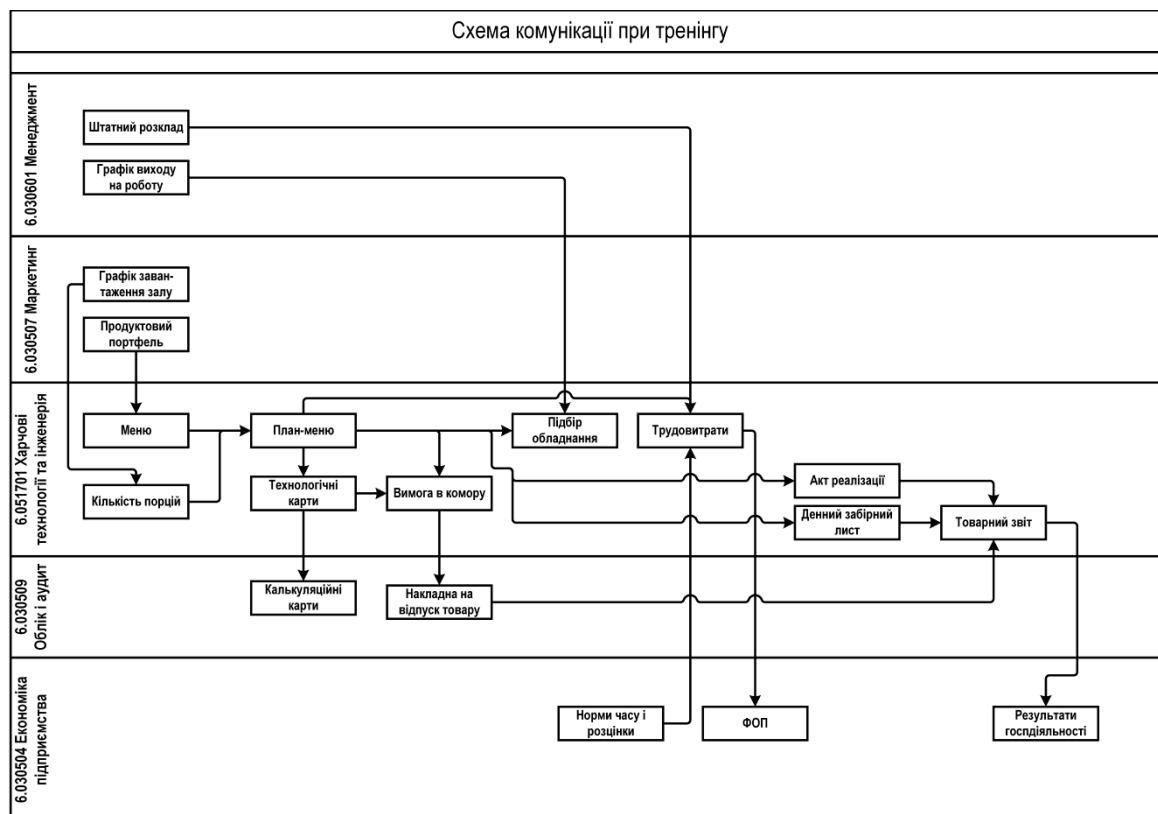 Схема комунікації при тренінгу
6.030601 Менеджмент
Штатний розклад
Графік виходу
на роботу
6.030507 Маркетинг
Графік заван-
таження залу
Продуктовий
портфель
6.051701 Харчові
технології та інженерія
Меню
План-меню
Підбір
обладнання
Трудовитрати
Кількість порцій
Технологічні
карти
Вимога в комору
Акт реалізації
Денний забірний
лист
Товарний звіт
6.030509
Облік і аудит
Калькуляційні
карти
Накладна на
відпуск товару
6.030504 Економіка
підприємства
Норми часу і
розцінки
ФОП
Результати
госпдіяльності